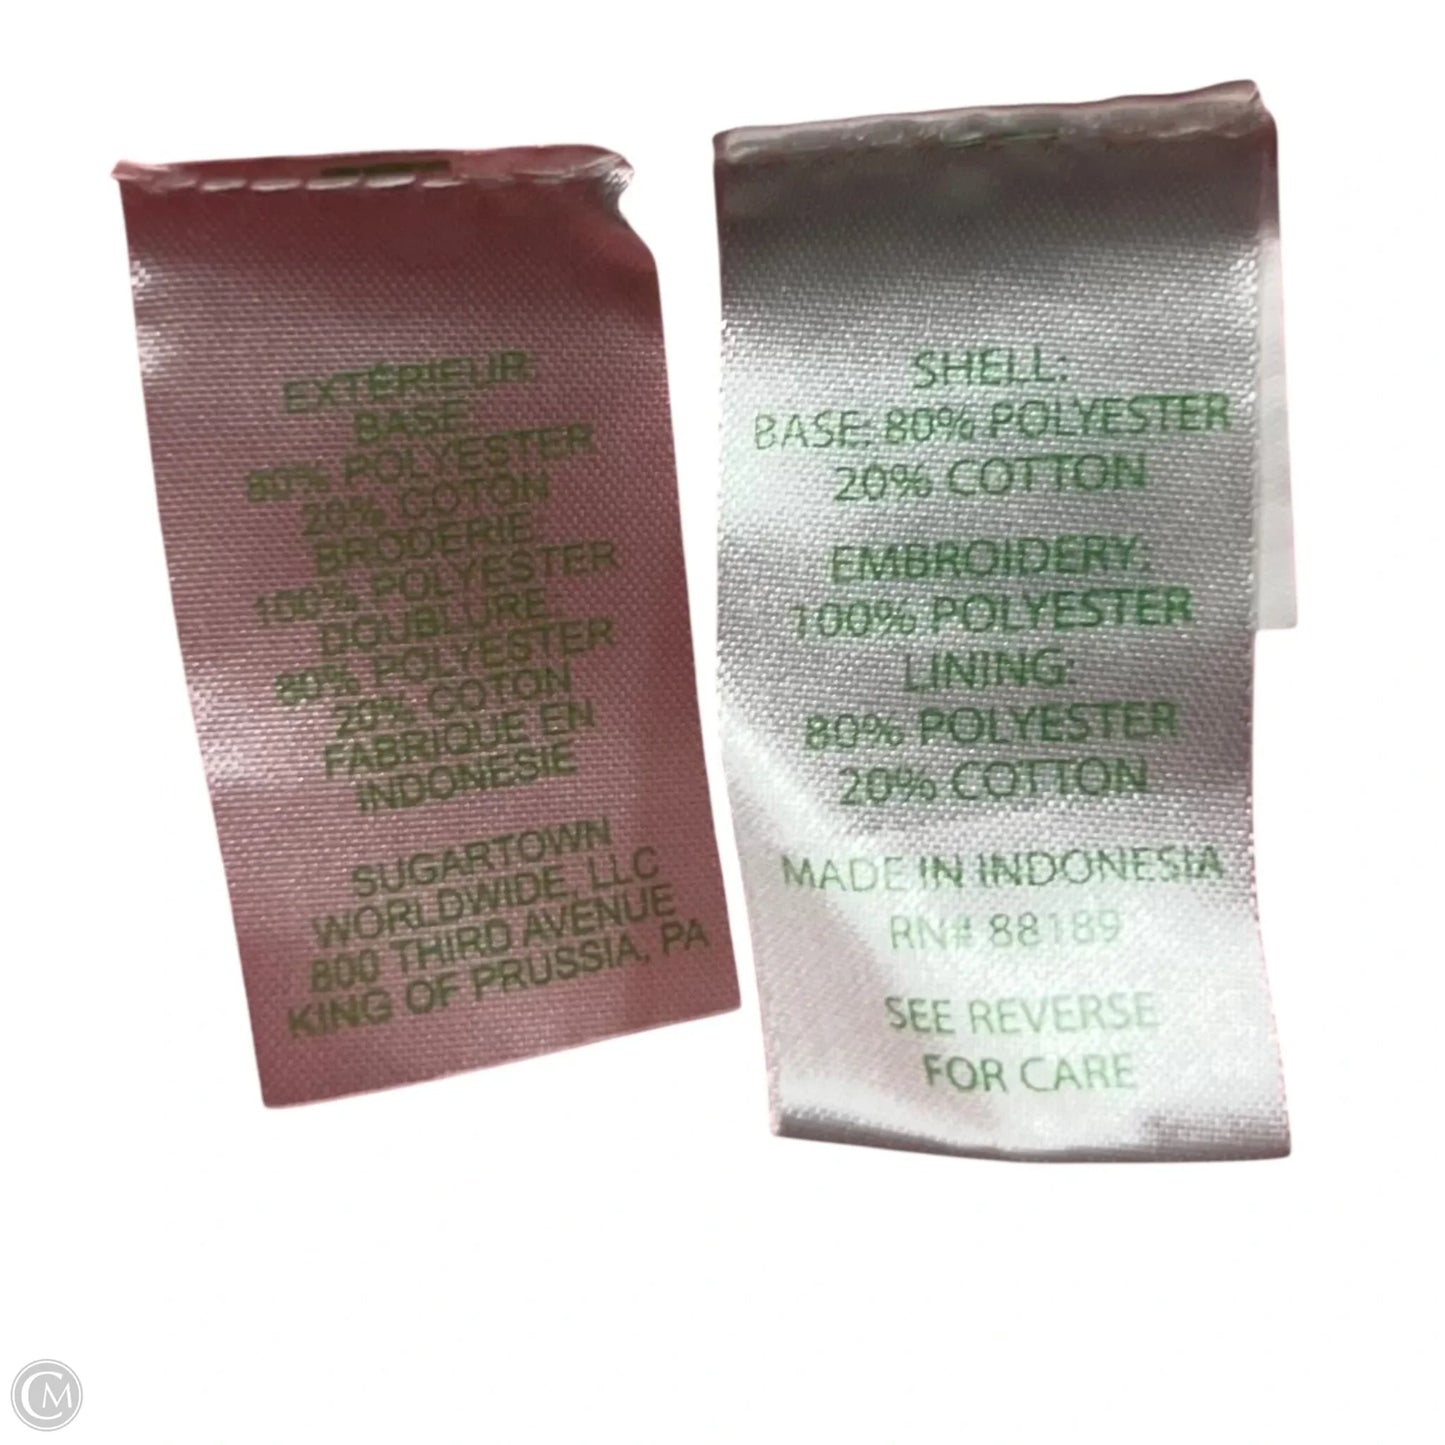 EXTÉRIEUR:
BASE
80% POLYESTER
20% COTON
BRODERIE
100% POLYESTER
DOUBLURE
80% POLYESTER
20% COTON
FABRIQUE EN
INDONESIE
SUGARTOWN
WORLDWIDE, LLC
800 THIRD AVENUE
KING OF PRUSSIA, PA
SHELL:
BASE: 80% POLYESTER
20% COTTON
EMBROIDERY:
100% POLYESTER
LINING:
80% POLYESTER
20% COTTON
MADE IN INDONESIA
RN# 88189
SEE REVERSE
FOR CARE
CM